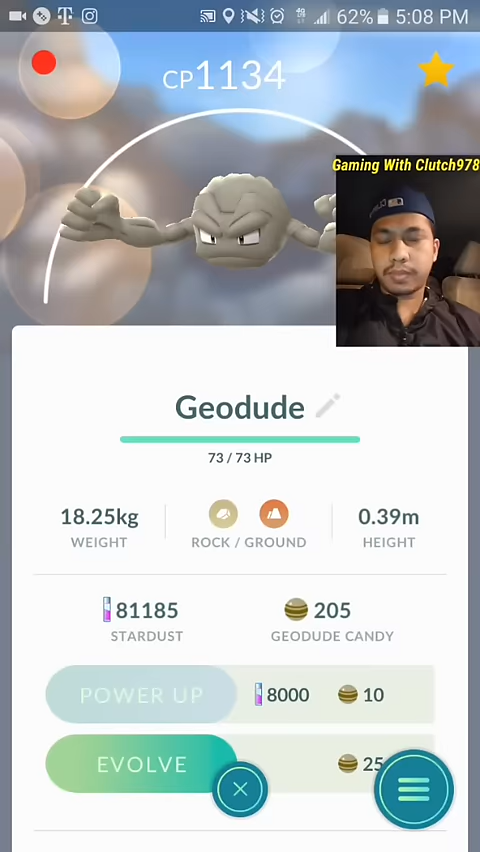 62% 5:08 PM
CP1134
Gaming With Clutch978
Geodude
73 / 73 HP
18.25kg
WEIGHT
ROCK / GROUND
0.39m
HEIGHT
81185
STARDUST
205
GEODUDE CANDY
POWER UP
8000
10
EVOLVE
25